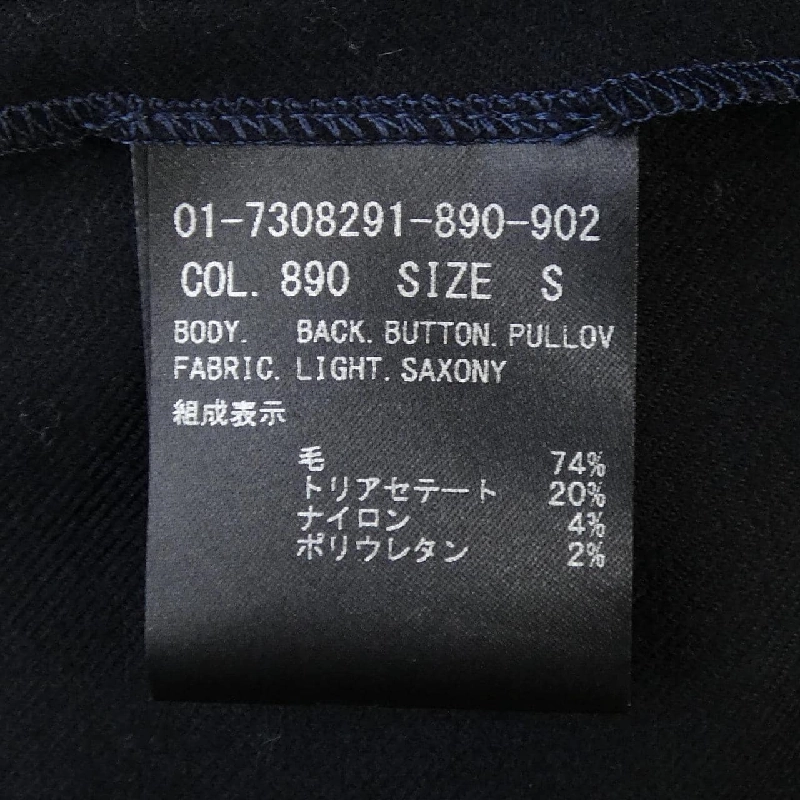 01-7308291-890-902
COL. 890 SIZE S
BODY. BACK. BUTTON. PULLOV
FABRIC. LIGHT. SAXONY
組成表示
毛 74%
トリアセテート 20%
ナイロン 4%
ポリウレタン 2%